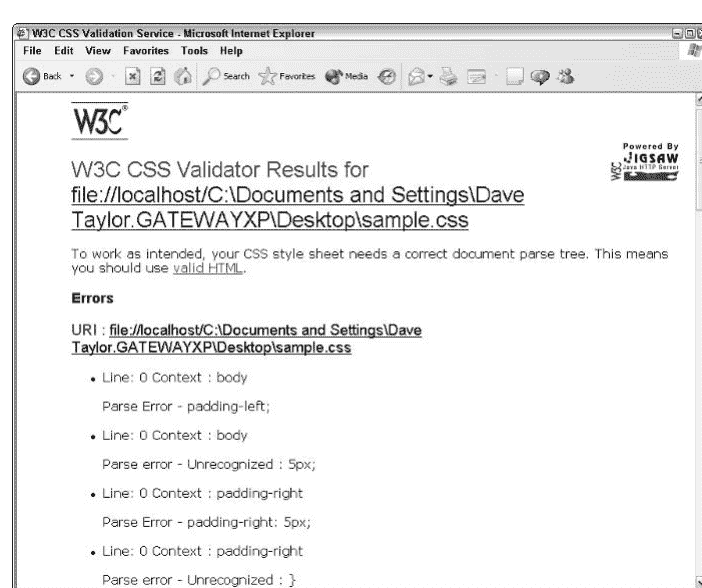 W3C CSS Validation Service - Microsoft Internet Explorer
File Edit View Favorites Tools Help
Back Search Favorites Media
W3C®
Powered By
JIGSAW
Java HTTP Server
W3C
W3C CSS Validator Results for
file://localhost/C:\Documents and Settings\Dave
Taylor.GATEWAYXP\Desktop\sample.css
To work as intended, your CSS style sheet needs a correct document parse tree. This means
you should use valid HTML.
Errors
URI : file://localhost/C:\Documents and Settings\Dave
Taylor.GATEWAYXP\Desktop\sample.css
• Line: 0 Context : body
Parse Error - padding-left;
• Line: 0 Context : body
Parse error - Unrecognized : 5px;
• Line: 0 Context : padding-right
Parse Error - padding-right: 5px;
• Line: 0 Context : padding-right
Parse error - Unrecognized : }